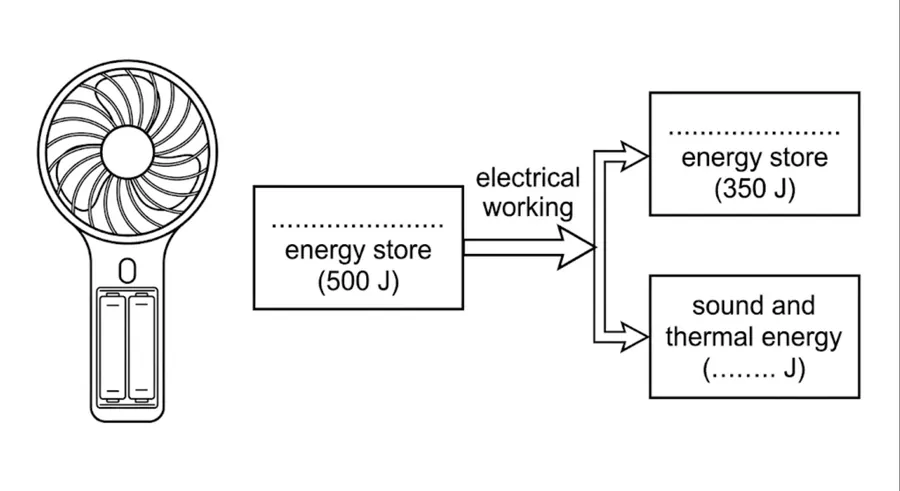 ....................... 
energy store
(500 J)
electrical
working
.......................
energy store
(350 J)
sound and
thermal energy
(........ J)